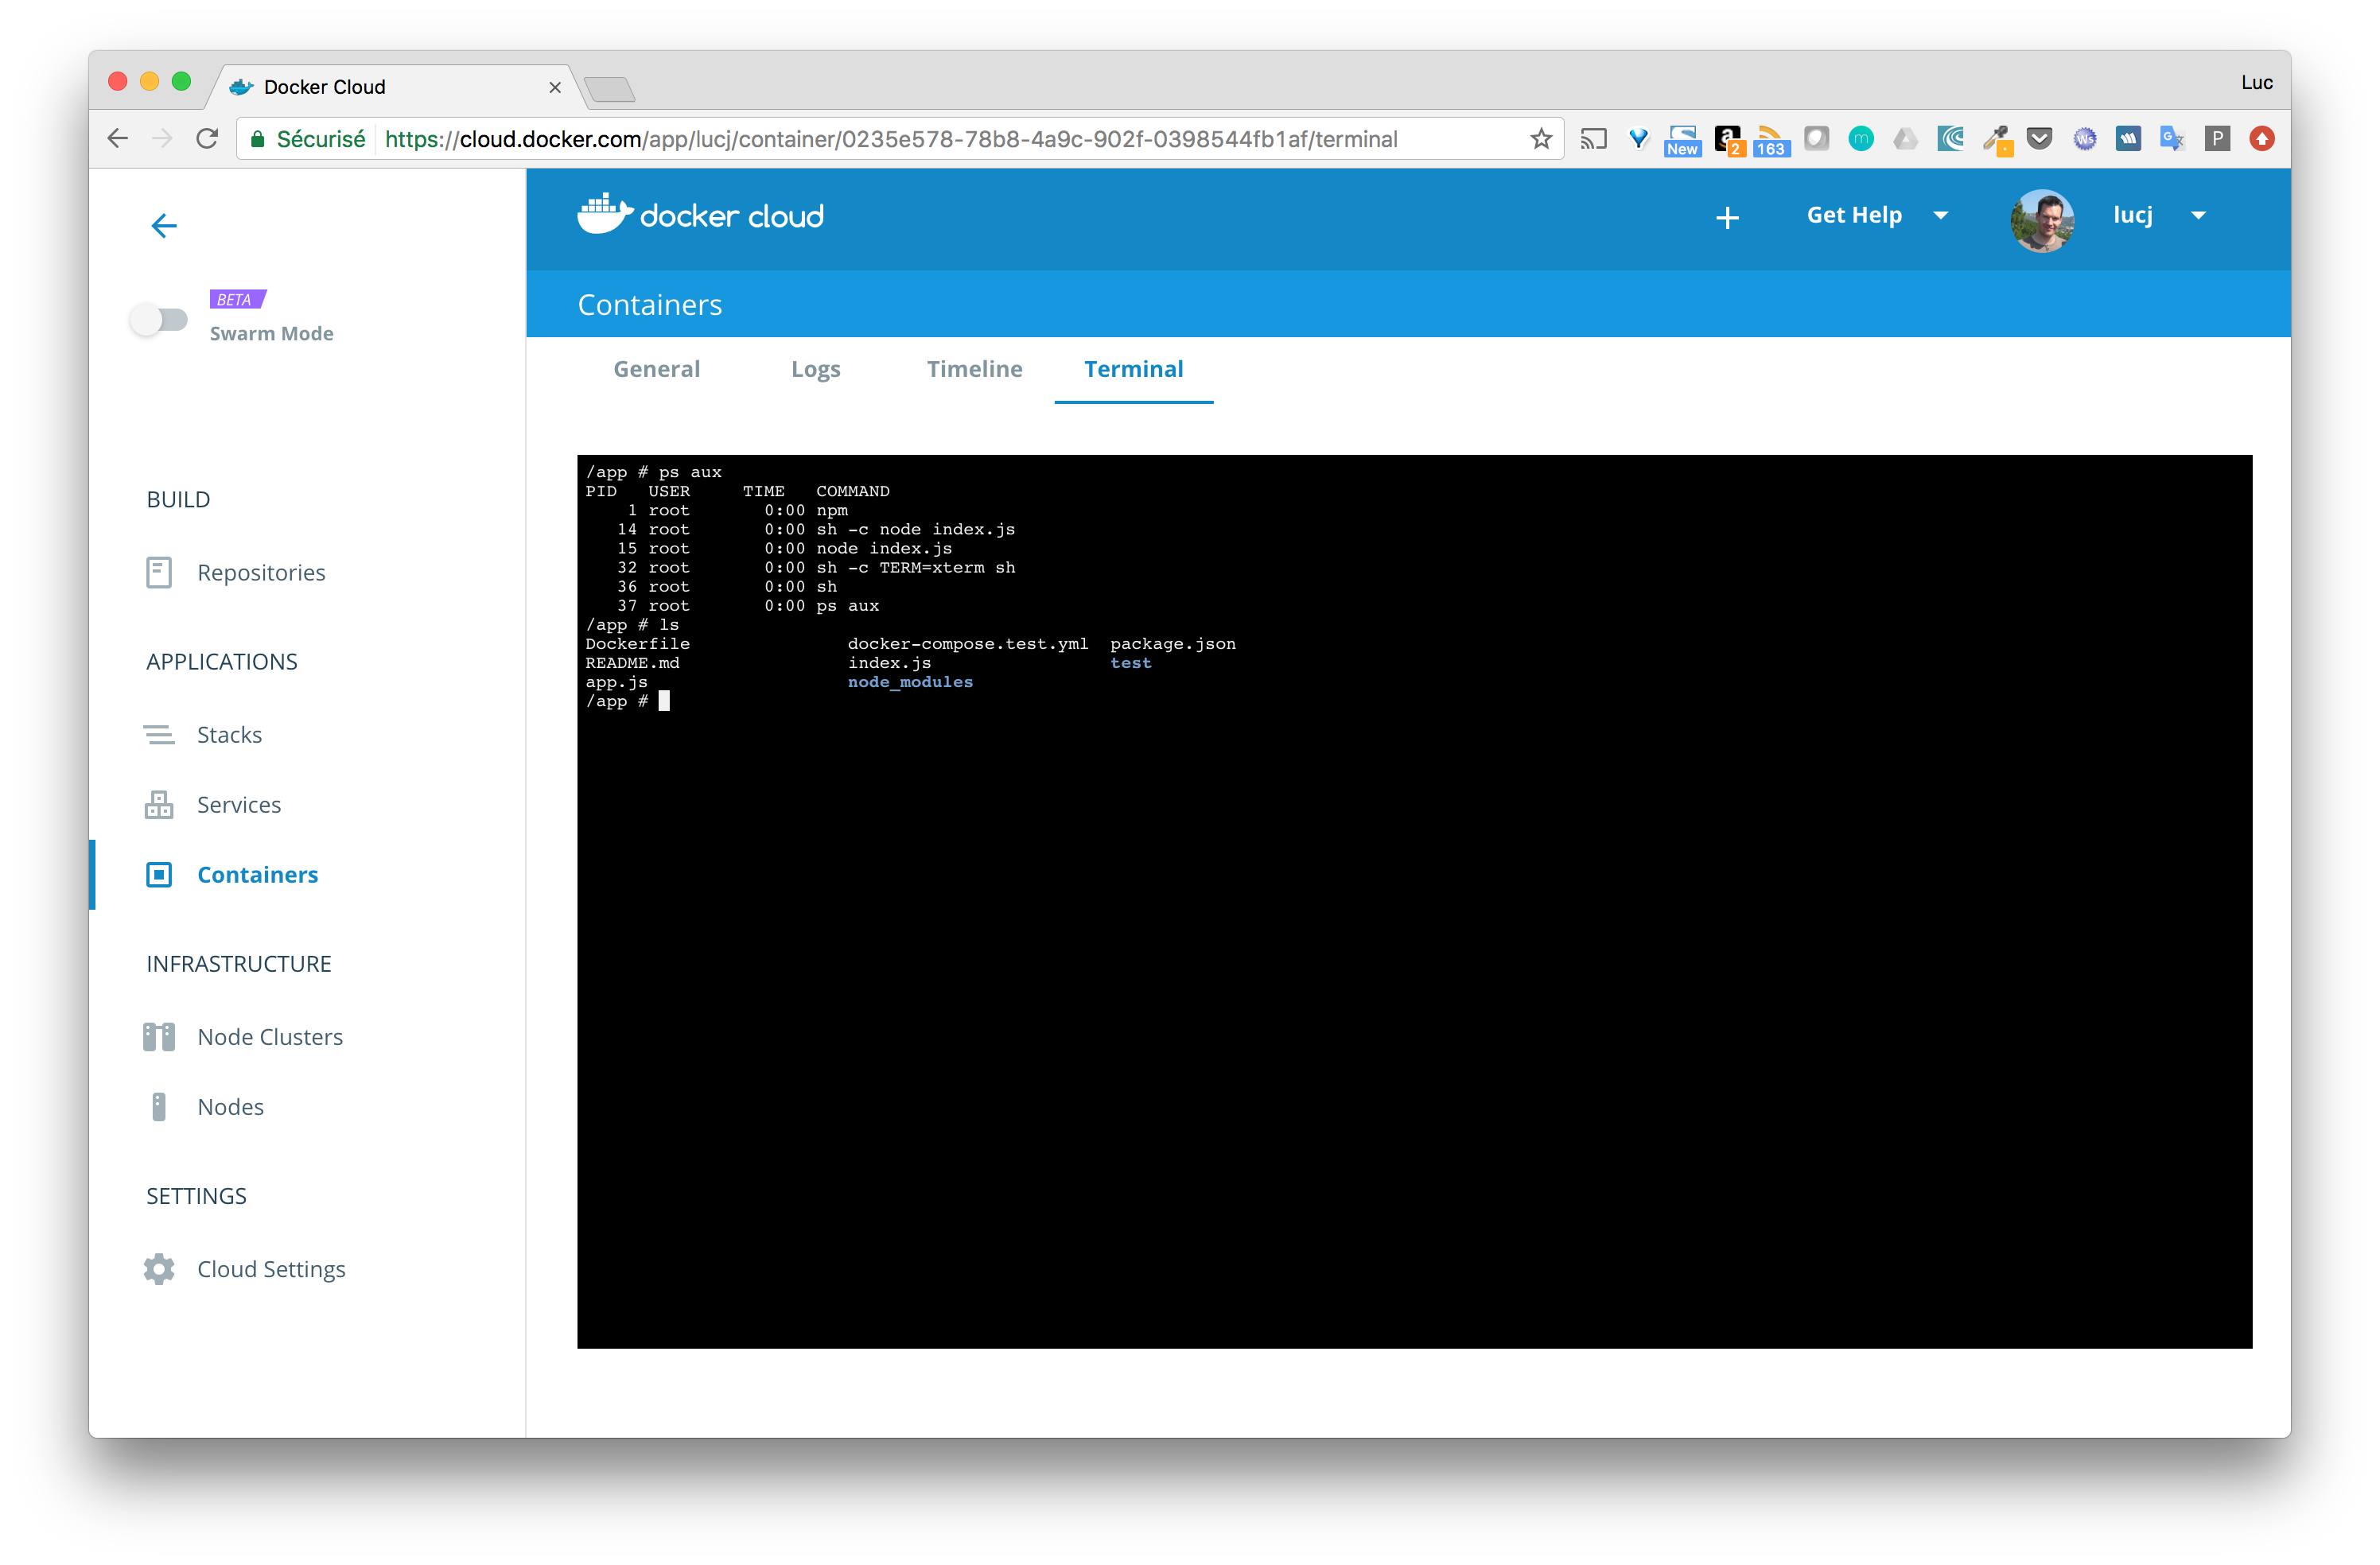 Docker Cloud
Luc
Sécurisé https://cloud.docker.com/app/lucj/container/0235e578-78b8-4a9c-902f-0398544fb1af/terminal
New 2 163 m Ws G P
docker cloud
Get Help lucj
BETA
Swarm Mode
Containers
General Logs Timeline Terminal
BUILD
Repositories
APPLICATIONS
Stacks
Services
Containers
INFRASTRUCTURE
Node Clusters
Nodes
SETTINGS
Cloud Settings
/app # ps aux
PID USER TIME COMMAND
1 root 0:00 npm
14 root 0:00 sh -c node index.js
15 root 0:00 node index.js
32 root 0:00 sh -c TERM=xterm sh
36 root 0:00 sh
37 root 0:00 ps aux
/app # ls
Dockerfile docker-compose.test.yml package.json
README.md index.js test
app.js node_modules
/app #